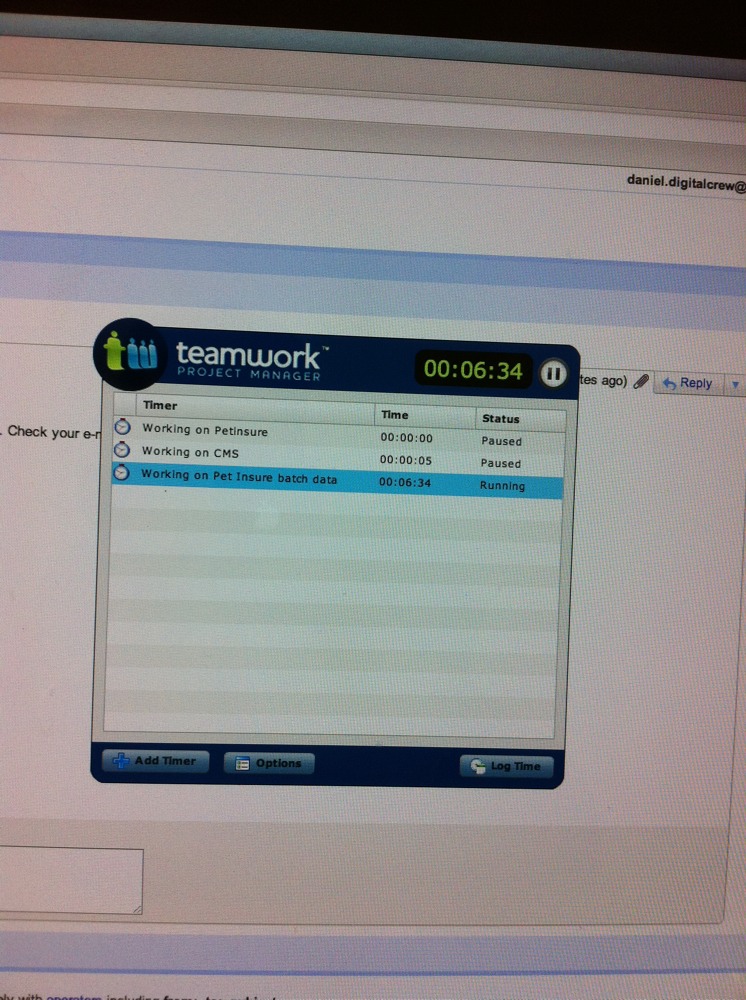 daniel.digitalcrew@
tw teamwork™
PROJECT MANAGER
00:06:34
tes ago)
Reply
. Check your e-r
Timer Time Status
Working on Petinsure 00:00:00 Paused
Working on CMS 00:00:05 Paused
Working on Pet Insure batch data 00:06:34 Running
Add Timer Options Log Time